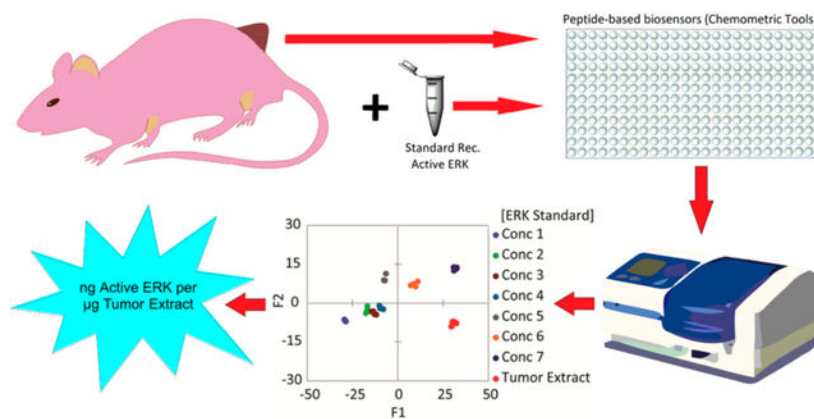 Peptide-based biosensors (Chemometric Tools
+
Standard Rec.
Active ERK
[ERK Standard]
30
15
0
-15
-30
F2
-50
-25
0
25
50
F1
Conc 1
Conc 2
Conc 3
Conc 4
Conc 5
Conc 6
Conc 7
Tumor Extract
ng Active ERK per
µg Tumor Extract